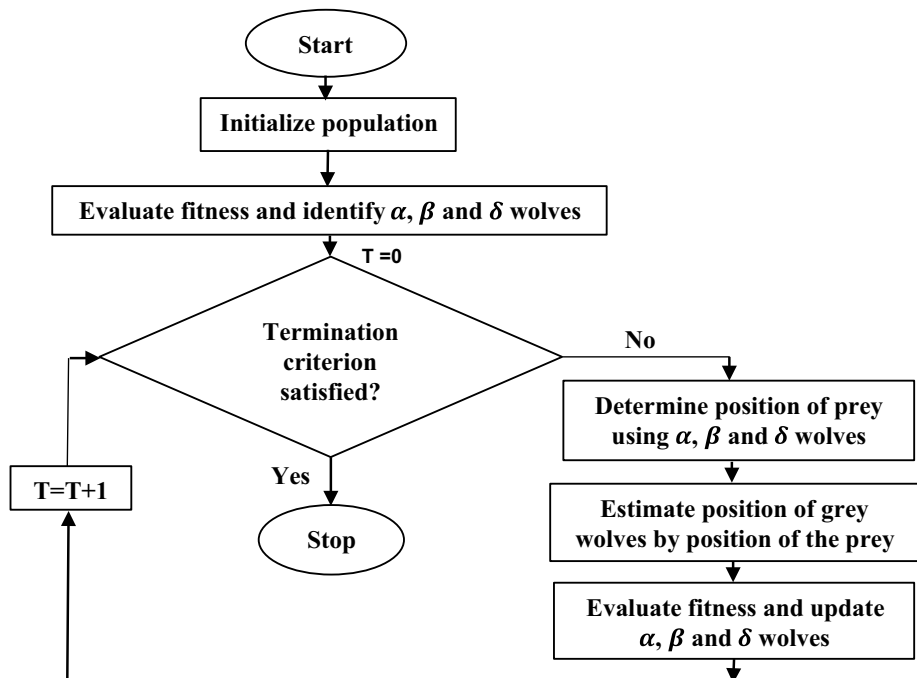 Start
Initialize population
Evaluate fitness and identify α, β and δ wolves
T =0
Termination
criterion
satisfied?
No
Determine position of prey
using α, β and δ wolves
Yes
T=T+1
Estimate position of grey
wolves by position of the prey
Stop
Evaluate fitness and update
α, β and δ wolves